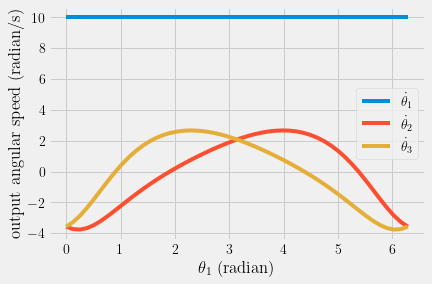 output angular speed (radian/s)
10
8
6
4
2
0
−2
−4
θ̇₁
θ̇₂
θ̇₃
0 1 2 3 4 5 6
θ₁ (radian)